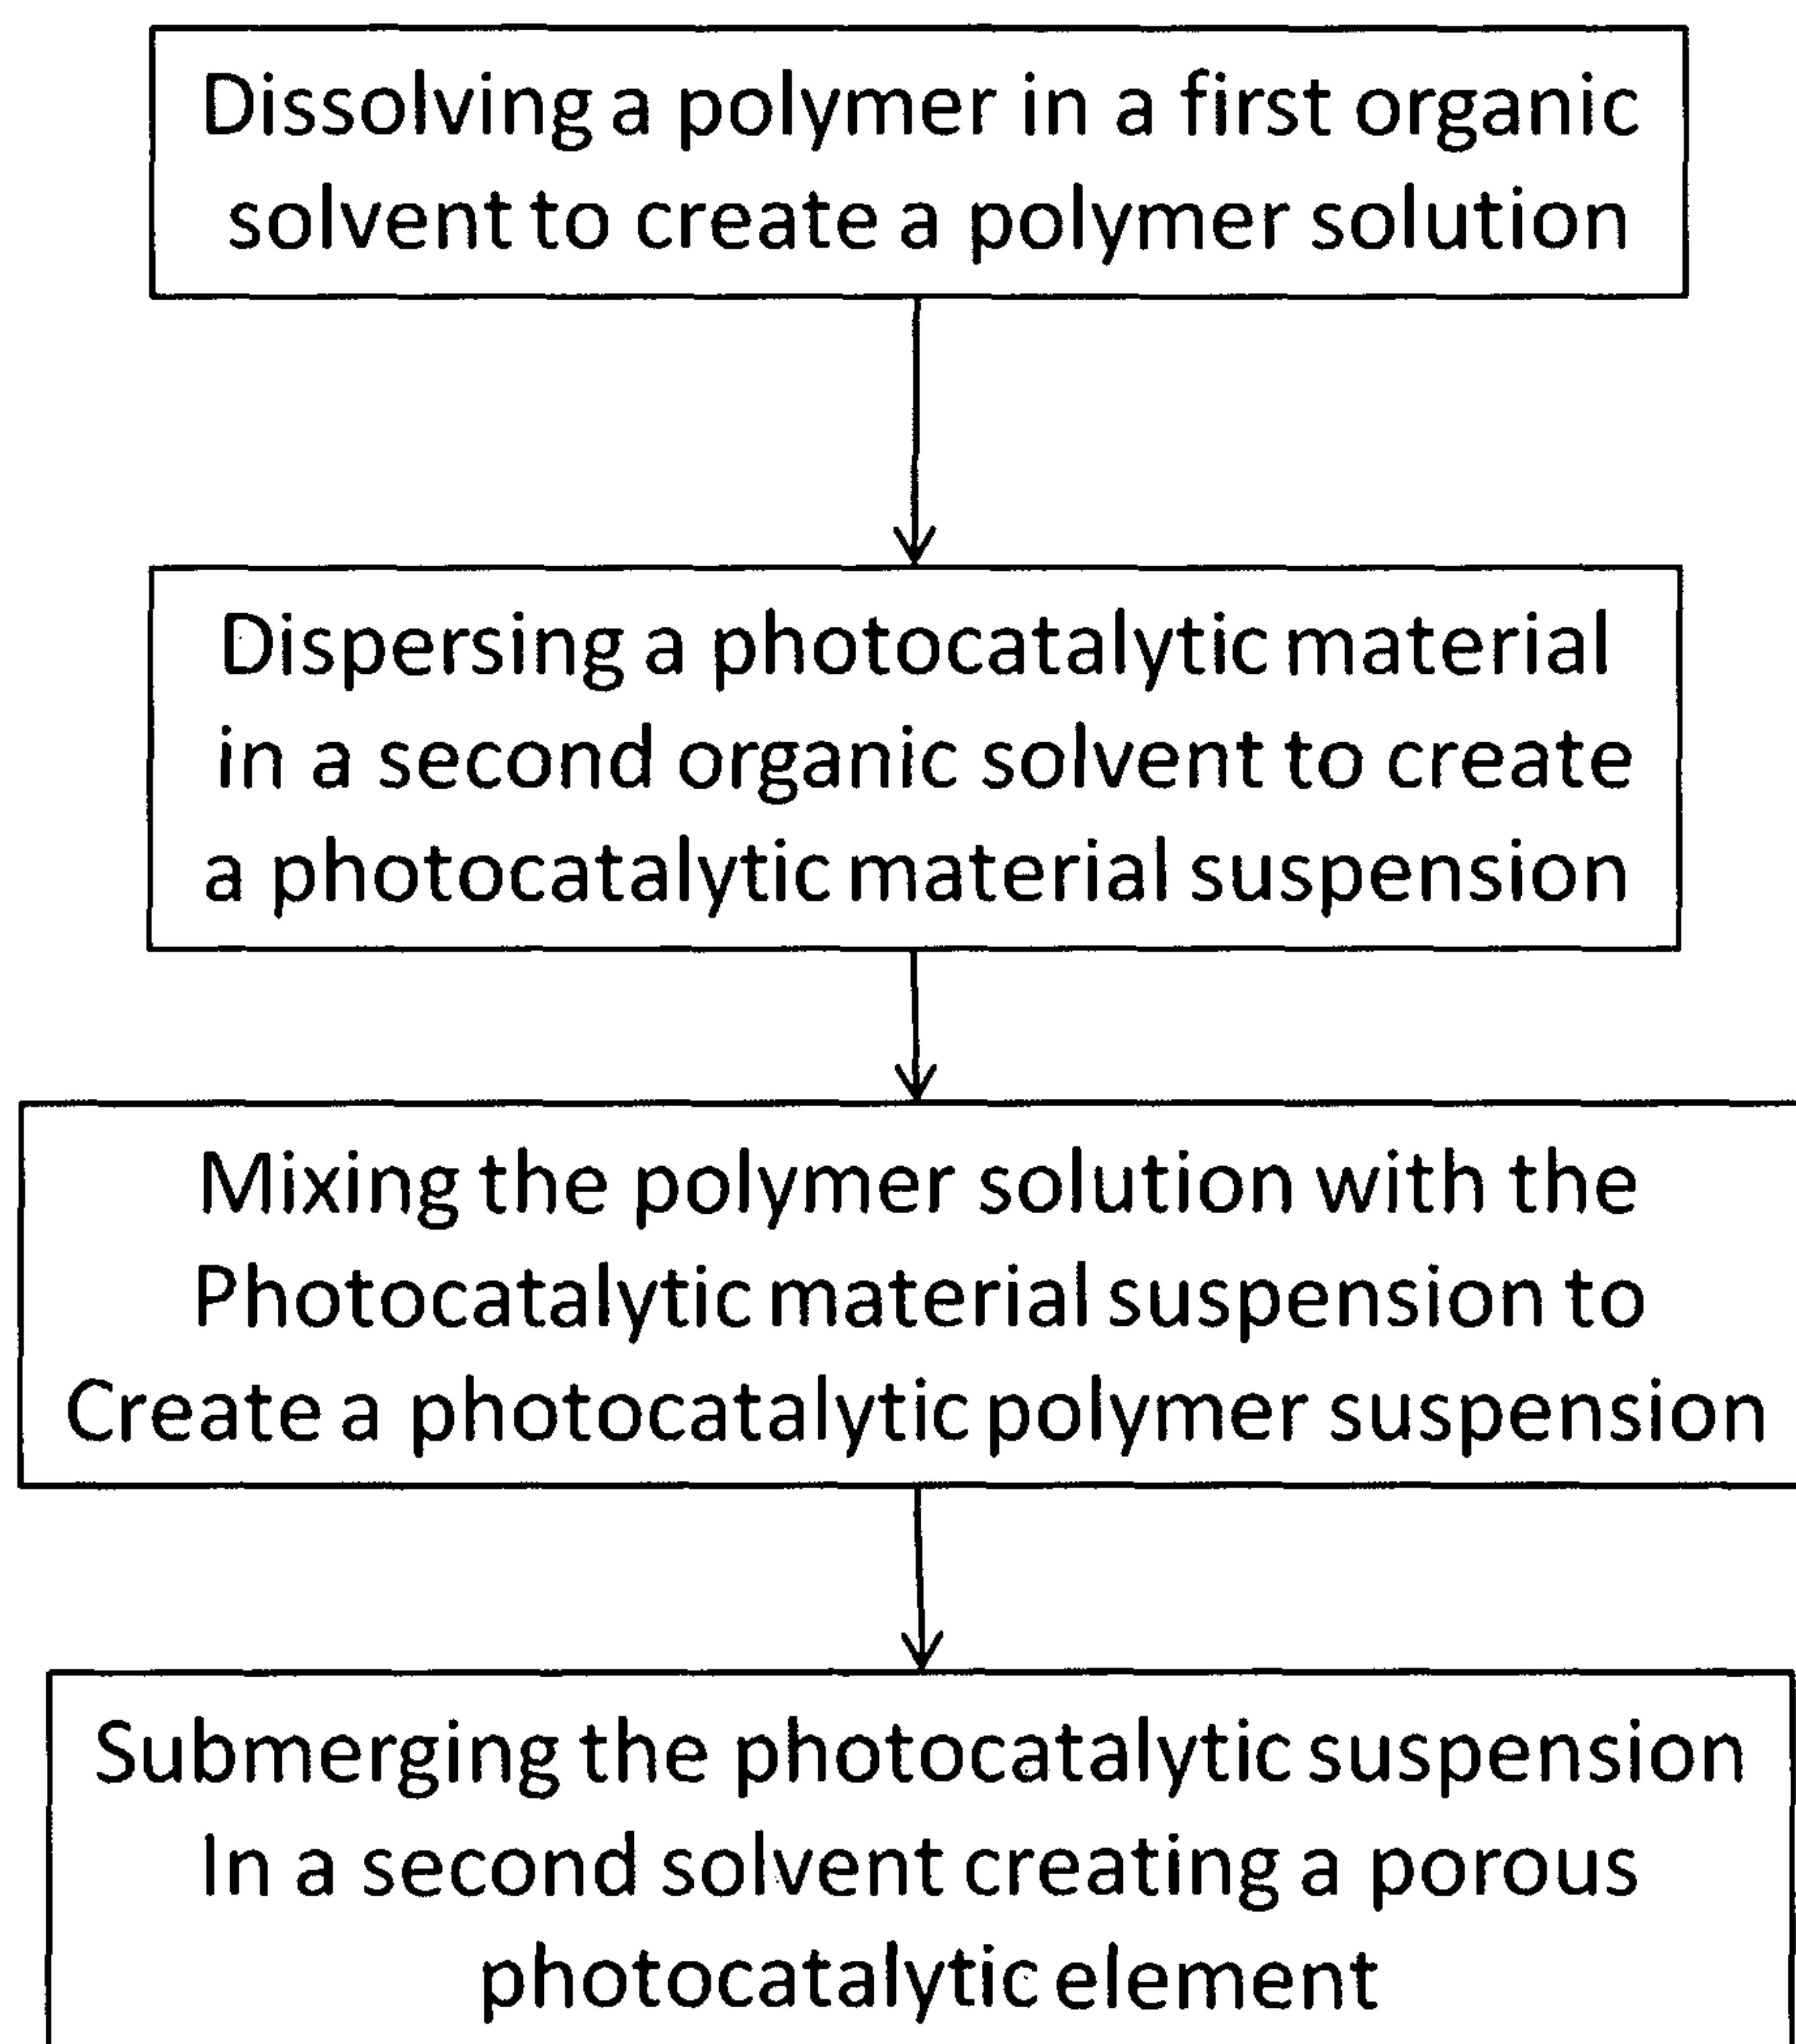 Dissolving a polymer in a first organic
solvent to create a polymer solution
Dispersing a photocatalytic material
in a second organic solvent to create
a photocatalytic material suspension
Mixing the polymer solution with the
Photocatalytic material suspension to
Create a photocatalytic polymer suspension
Submerging the photocatalytic suspension
In a second solvent creating a porous
photocatalytic element